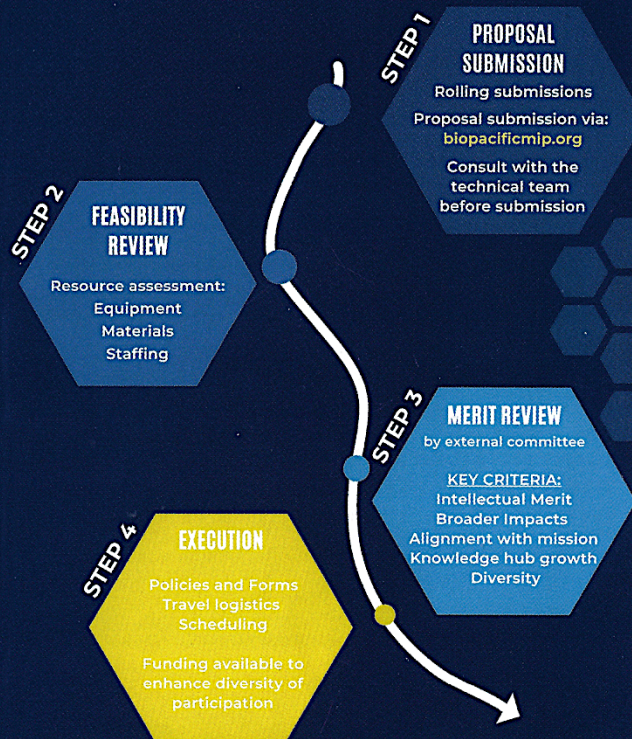 STEP 1
PROPOSAL
SUBMISSION
Rolling submissions
Proposal submission via:
biopacificmip.org
Consult with the
technical team
before submission
STEP 2
FEASIBILITY
REVIEW
Resource assessment:
Equipment
Materials
Staffing
STEP 3
MERIT REVIEW
by external committee
KEY CRITERIA:
Intellectual Merit
Broader Impacts
Alignment with mission
Knowledge hub growth
Diversity
STEP 4
EXECUTION
Policies and Forms
Travel logistics
Scheduling
Funding available to
enhance diversity of
participation